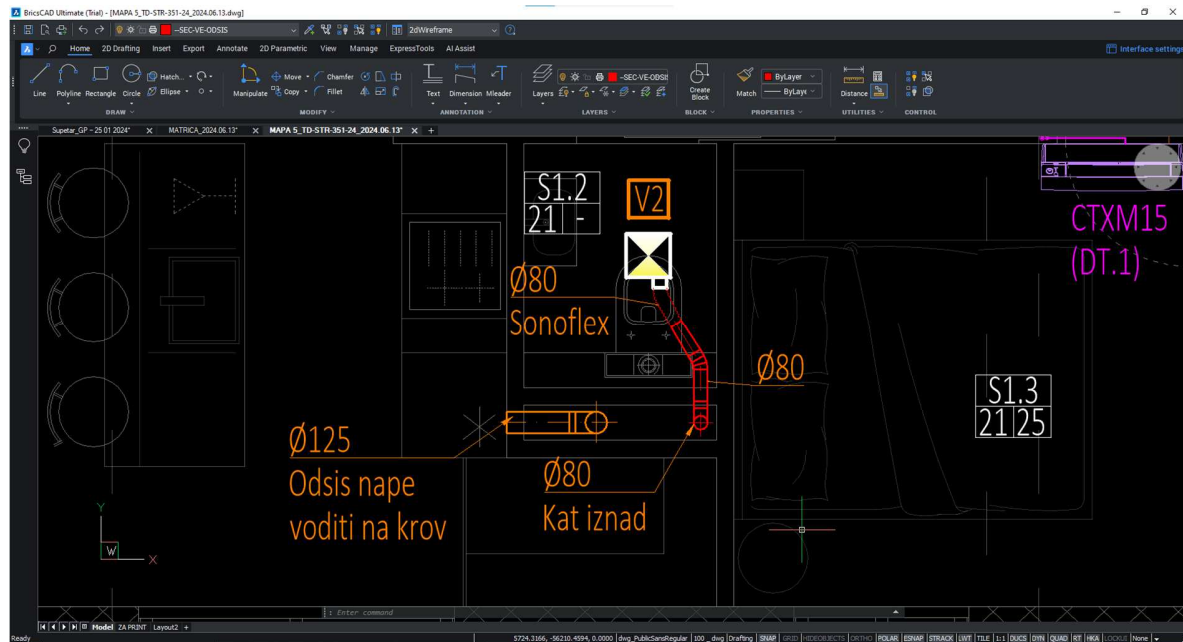 BricsCAD Ultimate (Trial) - [MAPA 5_TD-STR-351-24_2024.06.13.dwg]
--SEC-VE-ODSIS
2dWireframe
Home 2D Drafting Insert Export Annotate 2D Parametric View Manage ExpressTools AI Assist
Interface settings
Line Polyline Rectangle Circle Hatch... Ellipse
Manipulate Move Copy Chamfer Fillet
Text Dimension Mleader
Layers --SEC-VE-ODSIS
Create Block
Match ByLayer ByLaye
Distance
DRAW MODIFY ANNOTATION LAYERS BLOCK PROPERTIES UTILITIES CONTROL
Supetar_GP - 25 01 2024* MATRICA_2024.06.13* MAPA 5_TD-STR-351-24_2024.06.13*
S1.2
21 -
V2
CTXM15
(DT.1)
Ø80
Sonoflex
Ø80
S1.3
21 25
Ø125
Odsis nape
voditi na krov
Ø80
Kat iznad
Y
W
X
: Enter command
Model ZA PRINT Layout2 +
Ready
5724.3166, -56210.4594, 0.0000 dwg_PublicSansRegular 100 _dwg Drafting SNAP GRID HIDEOBJECTS ORTHO POLAR ESNAP STRACK LWT TILE 1:1 DUCS DYN QUAD RT HKA LOCKUI None